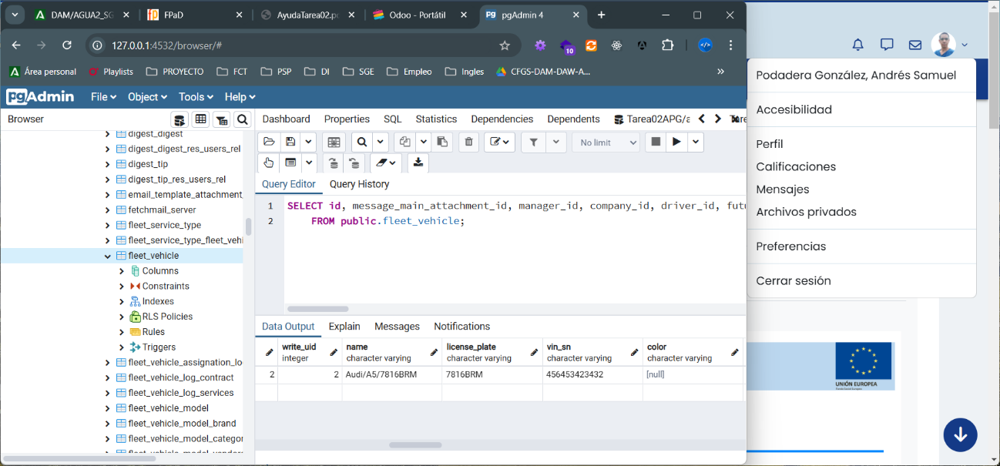 DAM/AGUA2_SG
FPaD
AyudaTarea02.pd
Odoo - Portátil
pgAdmin 4
127.0.0.1:4532/browser/#
10
Área personal
Playlists
PROYECTO
FCT
PSP
DI
SGE
Empleo
Ingles
CFGS-DAM-DAW-A...
pgAdmin
File
Object
Tools
Help
Browser
Dashboard
Properties
SQL
Statistics
Dependencies
Dependents
Tarea02APG/a
digest_digest
digest_digest_res_users_rel
digest_tip
digest_tip_res_users_rel
email_template_attachment_
fetchmail_server
fleet_service_type
fleet_service_type_fleet_vehi
fleet_vehicle
Columns
Constraints
Indexes
RLS Policies
Rules
Triggers
fleet_vehicle_assignation_lo
fleet_vehicle_log_contract
fleet_vehicle_log_services
fleet_vehicle_model
fleet_vehicle_model_brand
fleet_vehicle_model_categor
No limit
Query Editor
Query History
1 SELECT id, message_main_attachment_id, manager_id, company_id, driver_id, futu
2 FROM public.fleet_vehicle;
Data Output
Explain
Messages
Notifications
write_uid
integer
name
character varying
license_plate
character varying
vin_sn
character varying
color
character varying
2
2
Audi/A5/7816BRM
7816BRM
456453423432
[null]
Podadera González, Andrés Samuel
Accesibilidad
Perfil
Calificaciones
Mensajes
Archivos privados
Preferencias
Cerrar sesión
UNIÓN EUROPEA